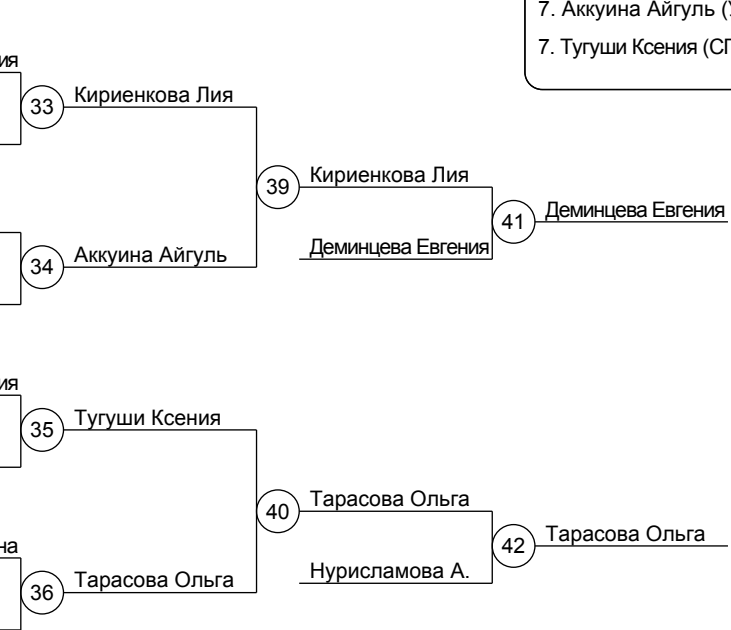 7. Аккуина Айгуль
7. Тугуши Ксения
33 Кириенкова Лия
39 Кириенкова Лия
41 Деминцева Евгения
Деминцева Евгения
34 Аккуина Айгуль
35 Тугуши Ксения
40 Тарасова Ольга
42 Тарасова Ольга
Нурисламова А.
36 Тарасова Ольга